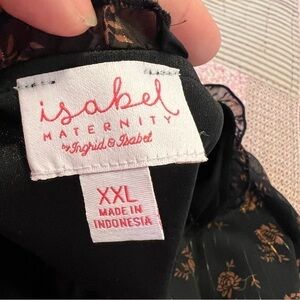 isabel
MATERNITY
by Ingrid & Isabel
XXL
MADE IN
INDONESIA